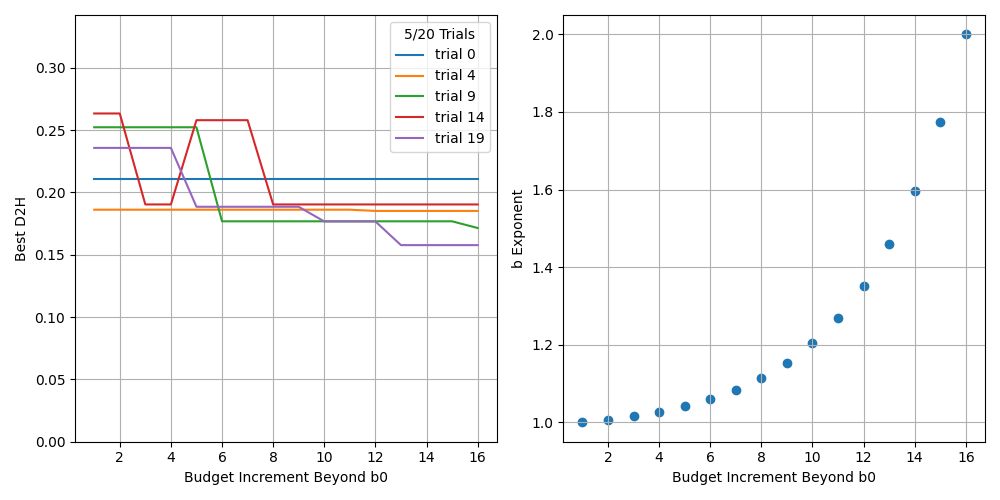 5/20 Trials
trial 0
trial 4
trial 9
trial 14
trial 19
Best D2H
0.30
0.25
0.20
0.15
0.10
0.05
0.00
2 4 6 8 10 12 14 16
Budget Increment Beyond b0
b Exponent
2.0
1.8
1.6
1.4
1.2
1.0
2 4 6 8 10 12 14 16
Budget Increment Beyond b0